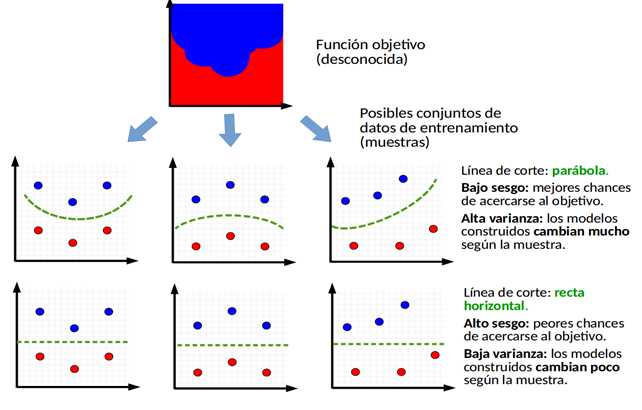 Función objetivo
(desconocida)
Posibles conjuntos de
datos de entrenamiento
(muestras)
Línea de corte: parábola.
Bajo sesgo: mejores chances
de acercarse al objetivo.
Alta varianza: los modelos
construidos cambian mucho
según la muestra.
Línea de corte: recta
horizontal.
Alto sesgo: peores chances
de acercarse al objetivo.
Baja varianza: los modelos
construidos cambian poco
según la muestra.